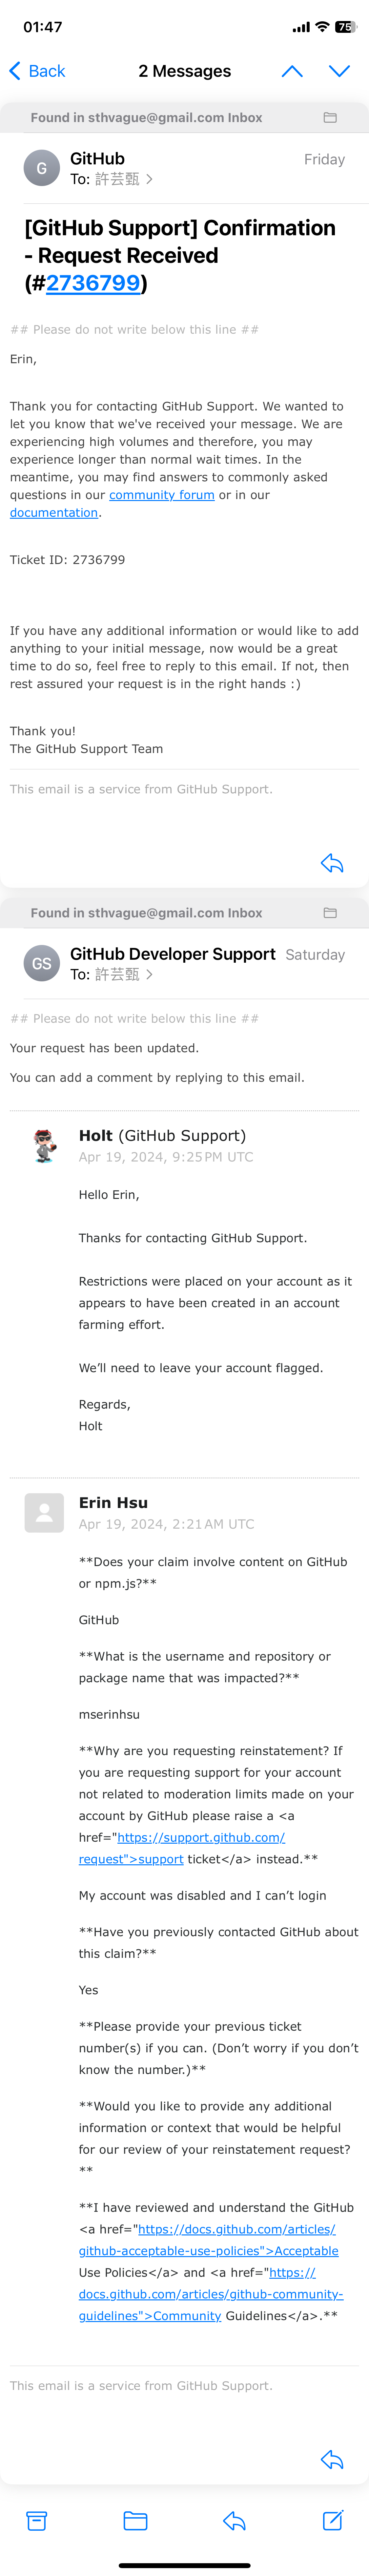 01:47
75
Back
2 Messages
Found in sthvague@gmail.com Inbox
G
GitHub
Friday
To: 許芸甄
[GitHub Support] Confirmation
- Request Received
(#2736799)
## Please do not write below this line ##
Erin,
Thank you for contacting GitHub Support. We wanted to
let you know that we've received your message. We are
experiencing high volumes and therefore, you may
experience longer than normal wait times. In the
meantime, you may find answers to commonly asked
questions in our community forum or in our
documentation.
Ticket ID: 2736799
If you have any additional information or would like to add
anything to your initial message, now would be a great
time to do so, feel free to reply to this email. If not, then
rest assured your request is in the right hands :)
Thank you!
The GitHub Support Team
This email is a service from GitHub Support.
Found in sthvague@gmail.com Inbox
GS
GitHub Developer Support
Saturday
To: 許芸甄
## Please do not write below this line ##
Your request has been updated.
You can add a comment by replying to this email.
Holt (GitHub Support)
Apr 19, 2024, 9:25 PM UTC
Hello Erin,
Thanks for contacting GitHub Support.
Restrictions were placed on your account as it
appears to have been created in an account
farming effort.
We’ll need to leave your account flagged.
Regards,
Holt
Erin Hsu
Apr 19, 2024, 2:21 AM UTC
**Does your claim involve content on GitHub
or npm.js?**
GitHub
**What is the username and repository or
package name that was impacted?**
mserinhsu
**Why are you requesting reinstatement? If
you are requesting support for your account
not related to moderation limits made on your
account by GitHub please raise a <a
href="https://support.github.com/
request">support ticket</a> instead.**
My account was disabled and I can’t login
**Have you previously contacted GitHub about
this claim?**
Yes
**Please provide your previous ticket
number(s) if you can. (Don’t worry if you don’t
know the number.)**
**Would you like to provide any additional
information or context that would be helpful
for our review of your reinstatement request?
**
**I have reviewed and understand the GitHub
<a href="https://docs.github.com/articles/
github-acceptable-use-policies">Acceptable
Use Policies</a> and <a href="https://
docs.github.com/articles/github-community-
guidelines">Community Guidelines</a>.**
This email is a service from GitHub Support.